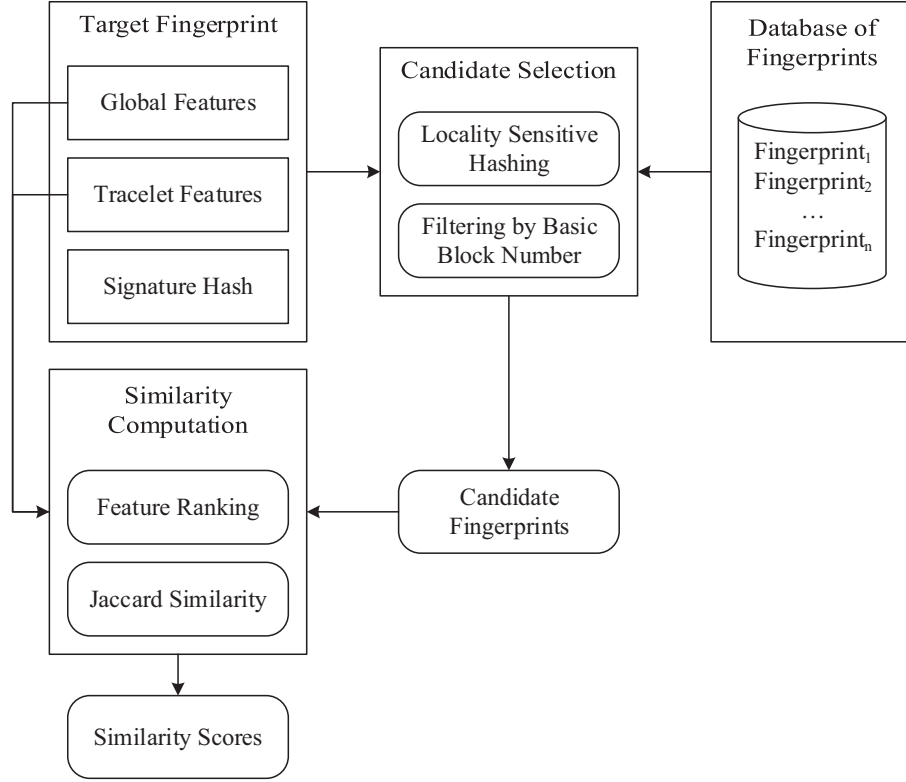 Target Fingerprint
Global Features
Tracelet Features
Signature Hash
Candidate Selection
Locality Sensitive
Hashing
Filtering by Basic
Block Number
Database of
Fingerprints
Fingerprint₁
Fingerprint₂
…
Fingerprintₙ
Similarity
Computation
Feature Ranking
Jaccard Similarity
Candidate
Fingerprints
Similarity Scores